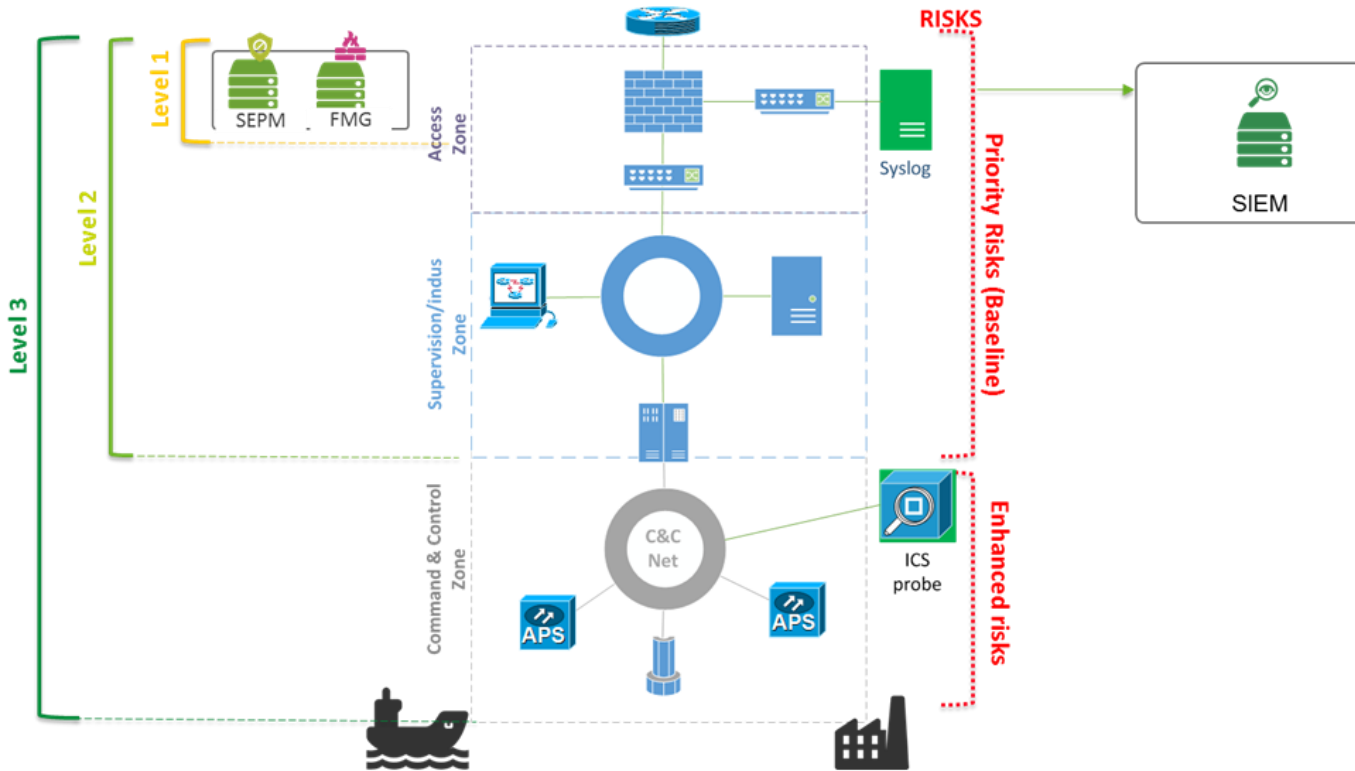 RISKS
Level 1
SEPM
FMG
Access
Zone
Syslog
Priority Risks (Baseline)
SIEM
Level 2
Level 3
Supervision/indus
Zone
Command & Control
Zone
C&C
Net
ICS
probe
APS
APS
Enhanced risks